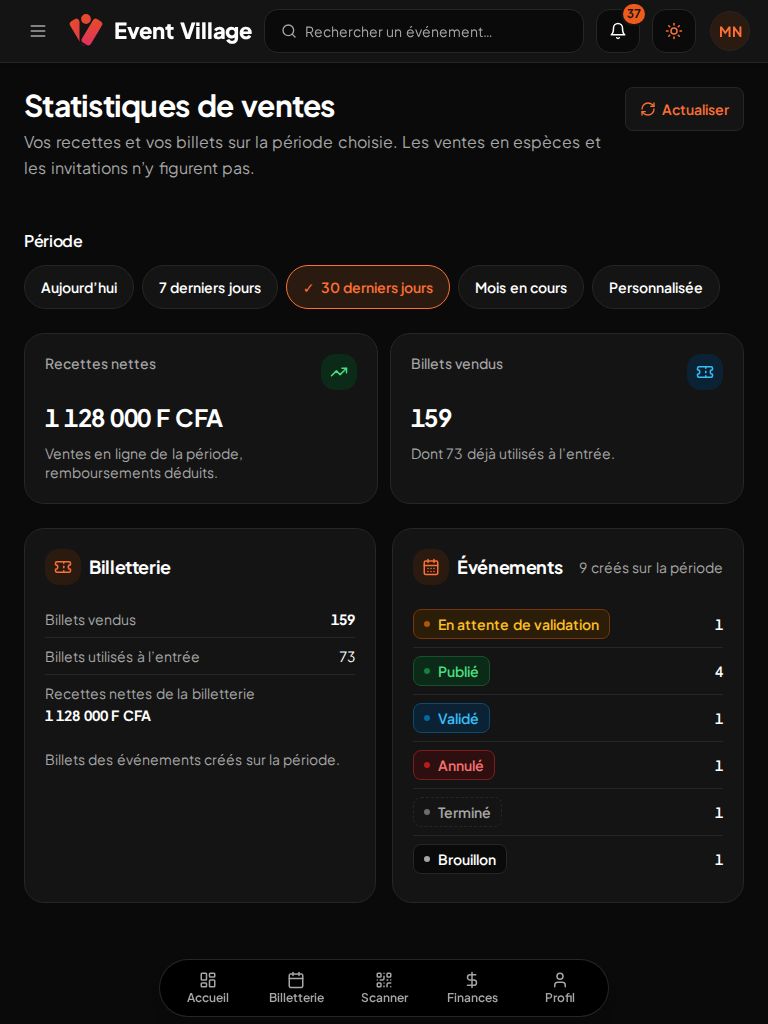 Event Village
Rechercher un événement...
37
MN
Statistiques de ventes
Actualiser
Vos recettes et vos billets sur la période choisie. Les ventes en espèces et
les invitations n'y figurent pas.
Période
Aujourd'hui
7 derniers jours
✓ 30 derniers jours
Mois en cours
Personnalisée
Recettes nettes
1 128 000 F CFA
Ventes en ligne de la période,
remboursements déduits.
Billets vendus
159
Dont 73 déjà utilisés à l'entrée.
Billetterie
Billets vendus 159
Billets utilisés à l'entrée 73
Recettes nettes de la billetterie
1 128 000 F CFA
Billets des événements créés sur la période.
Événements 9 créés sur la période
En attente de validation 1
Publié 4
Validé 1
Annulé 1
Terminé 1
Brouillon 1
Accueil
Billetterie
Scanner
Finances
Profil